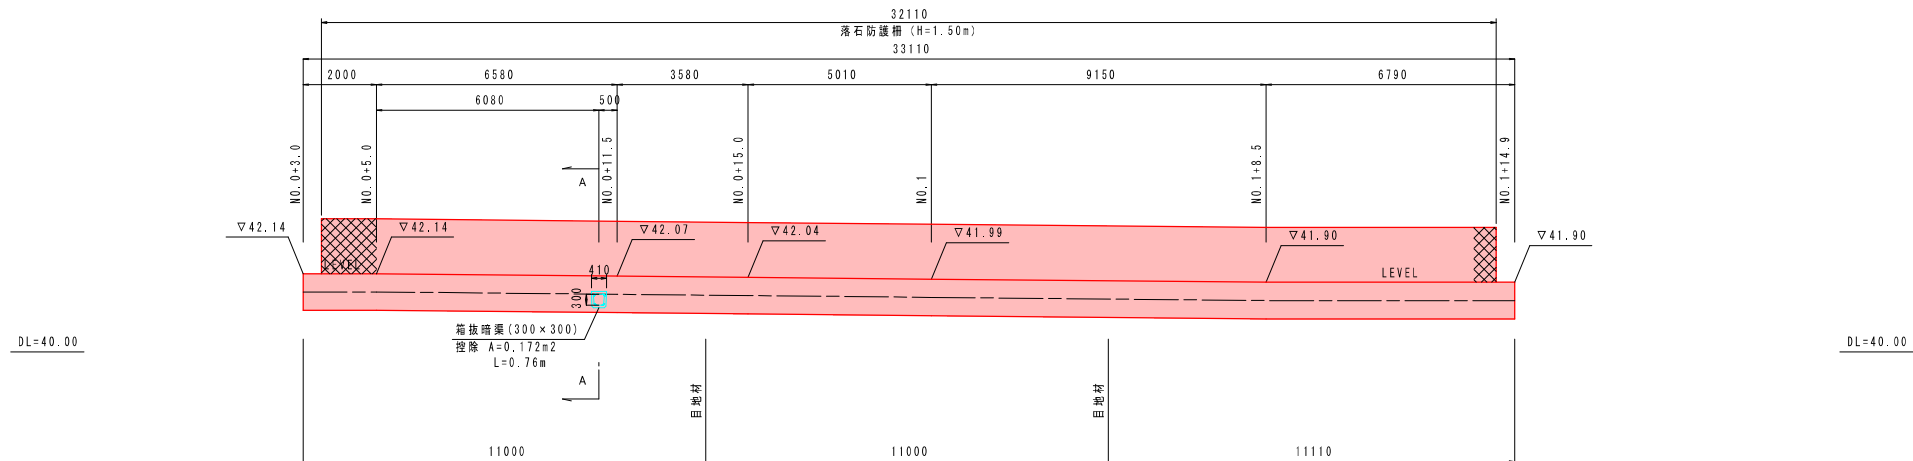 32110
落石防護柵 (H=1.50m)
33110
2000
6580
3580
5010
9150
6790
6080
500
NO.0+3.0
NO.0+5.0
NO.0+11.5
NO.0+15.0
NO.1
NO.1+8.5
NO.1+14.9
A
▽42.14
▽42.14
▽42.07
▽42.04
▽41.99
▽41.90
▽41.90
LEVEL
LEVEL
410
300
箱抜暗渠(300×300)
控除 A=0.172m2
L=0.76m
DL=40.00
DL=40.00
A
目地材
目地材
11000
11000
11110